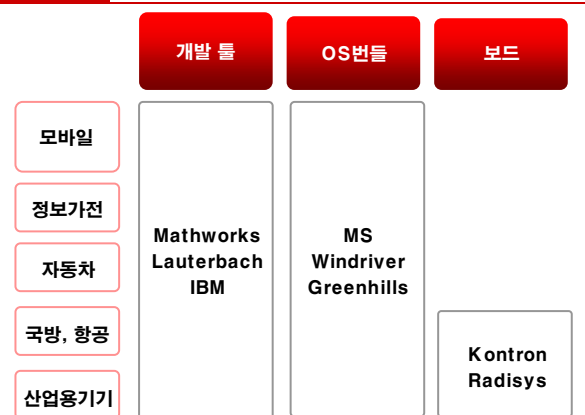 개발 툴
OS번들
보드
모바일
정보가전
자동차
국방, 항공
산업용기기
Mathworks
Lauterbach
IBM
MS
Windriver
Greenhills
Kontron
Radisys